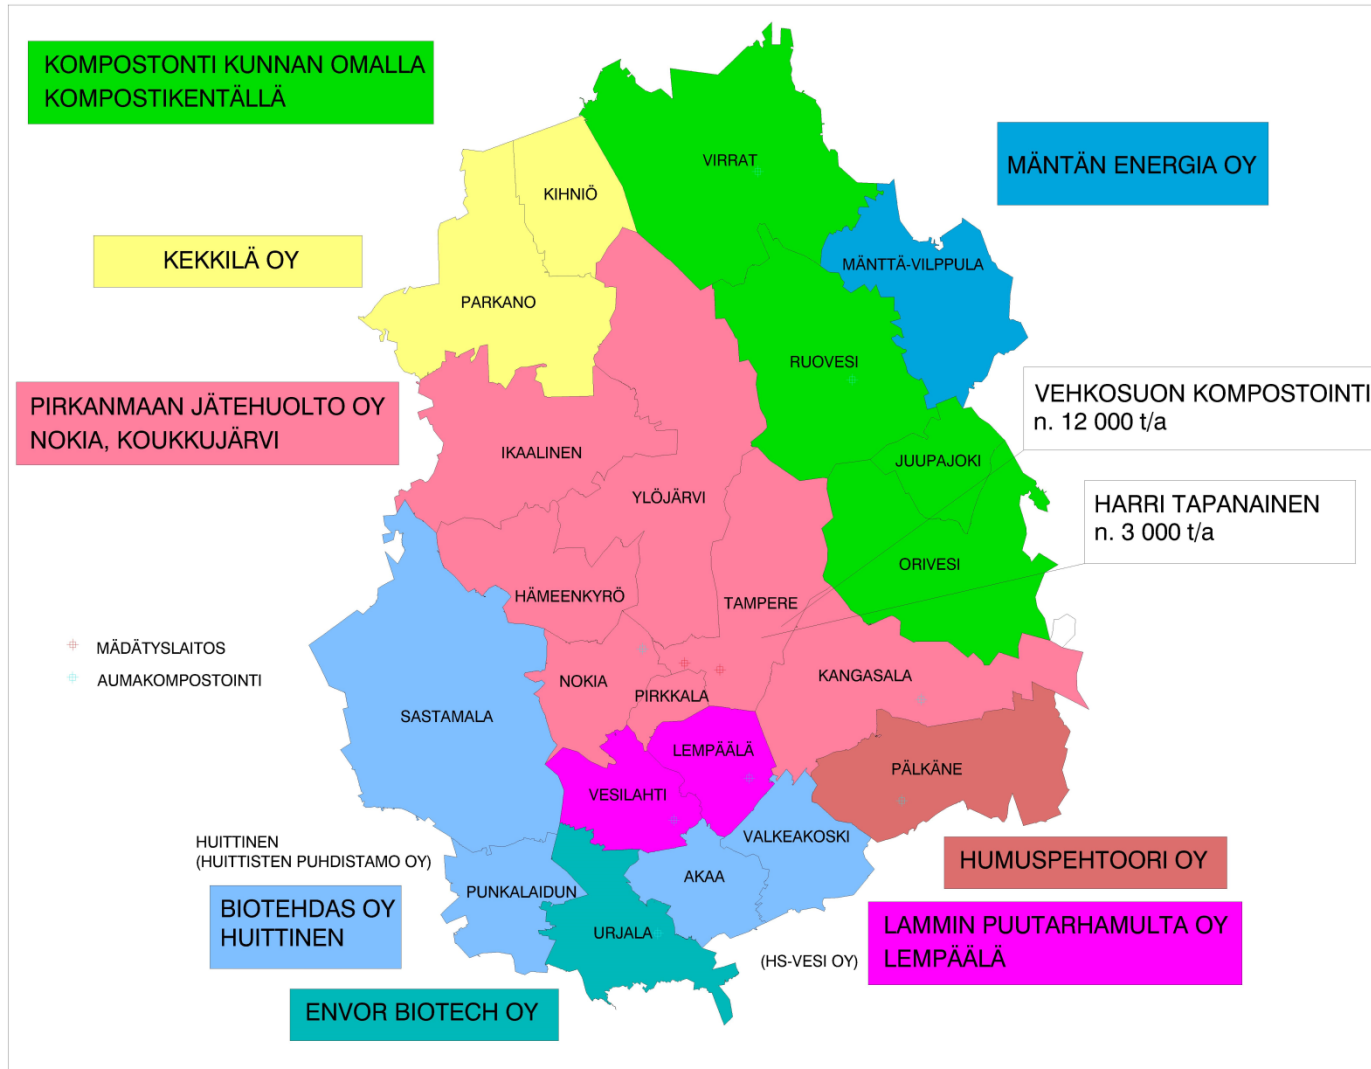 KOMPOSTONTI KUNNAN OMALLA
KOMPOSTIKENTÄLLÄ
VIRRAT
MÄNTÄN ENERGIA OY
KIHNIÖ
KEKKILÄ OY
MÄNTTÄ-VILPPULA
PARKANO
RUOVESI
PIRKANMAAN JÄTEHUOLTO OY
NOKIA, KOUKKUJÄRVI
VEHKOSUON KOMPOSTOINTI
n. 12 000 t/a
IKAALINEN
JUUPAJOKI
YLÖJÄRVI
HARRI TAPANAINEN
n. 3 000 t/a
ORIVESI
HÄMEENKYRÖ
TAMPERE
MÄDÄTYSLAITOS
AUMAKOMPOSTOINTI
NOKIA
PIRKKALA
KANGASALA
SASTAMALA
LEMPÄÄLÄ
PÄLKÄNE
VESILAHTI
VALKEAKOSKI
HUITTINEN
(HUITTISTEN PUHDISTAMO OY)
HUMUSPEHTOORI OY
AKAA
PUNKALAIDUN
BIOTEHDAS OY
HUITTINEN
URJALA
LAMMIN PUUTARHAMULTA OY
LEMPÄÄLÄ
(HS-VESI OY)
ENVOR BIOTECH OY